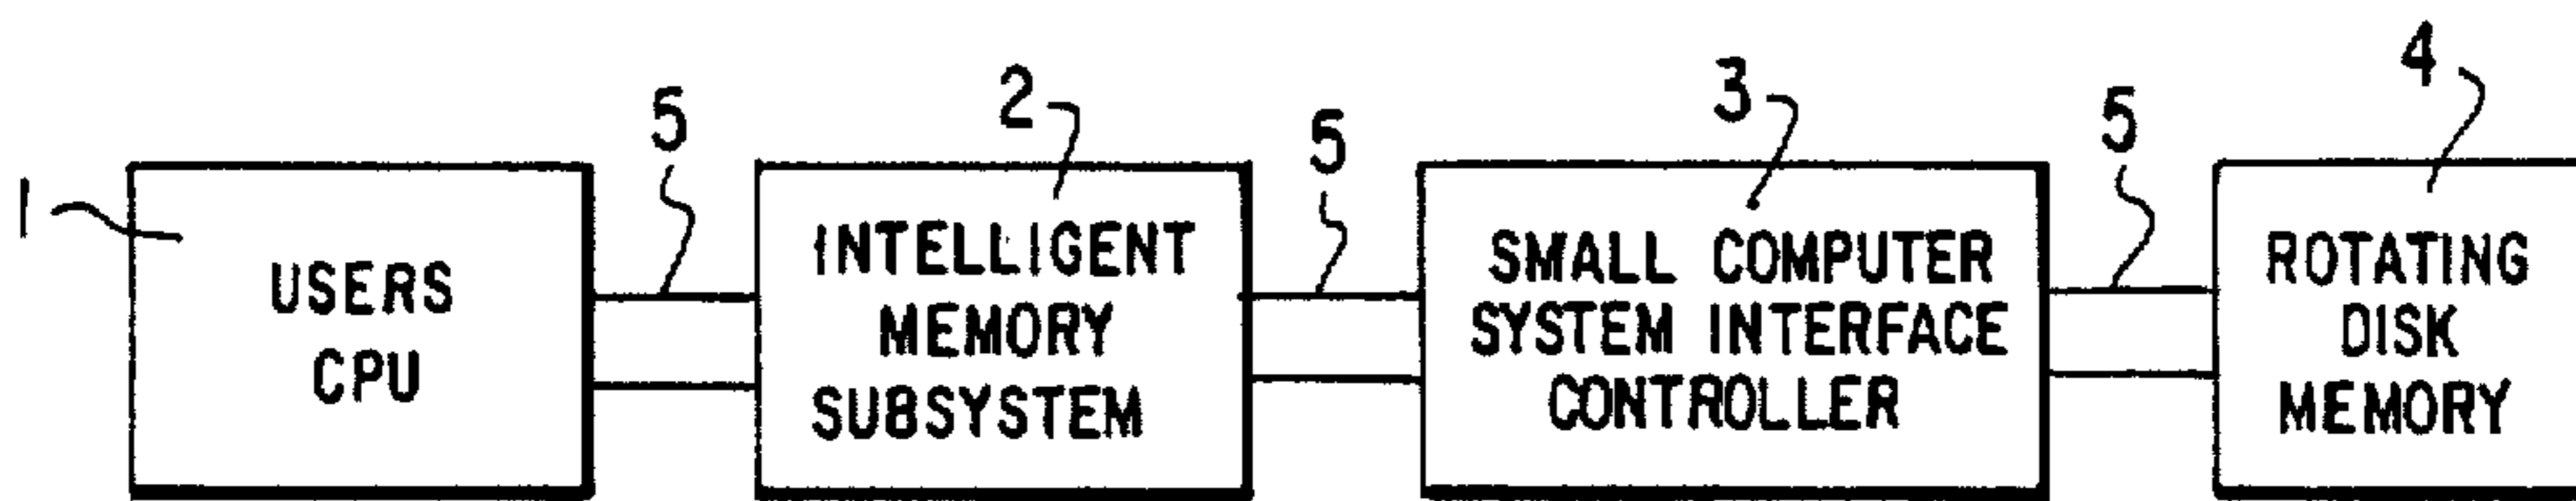 1
USERS
CPU
5
2
INTELLIGENT
MEMORY
SUBSYSTEM
5
3
SMALL COMPUTER
SYSTEM INTERFACE
CONTROLLER
5
4
ROTATING
DISK
MEMORY